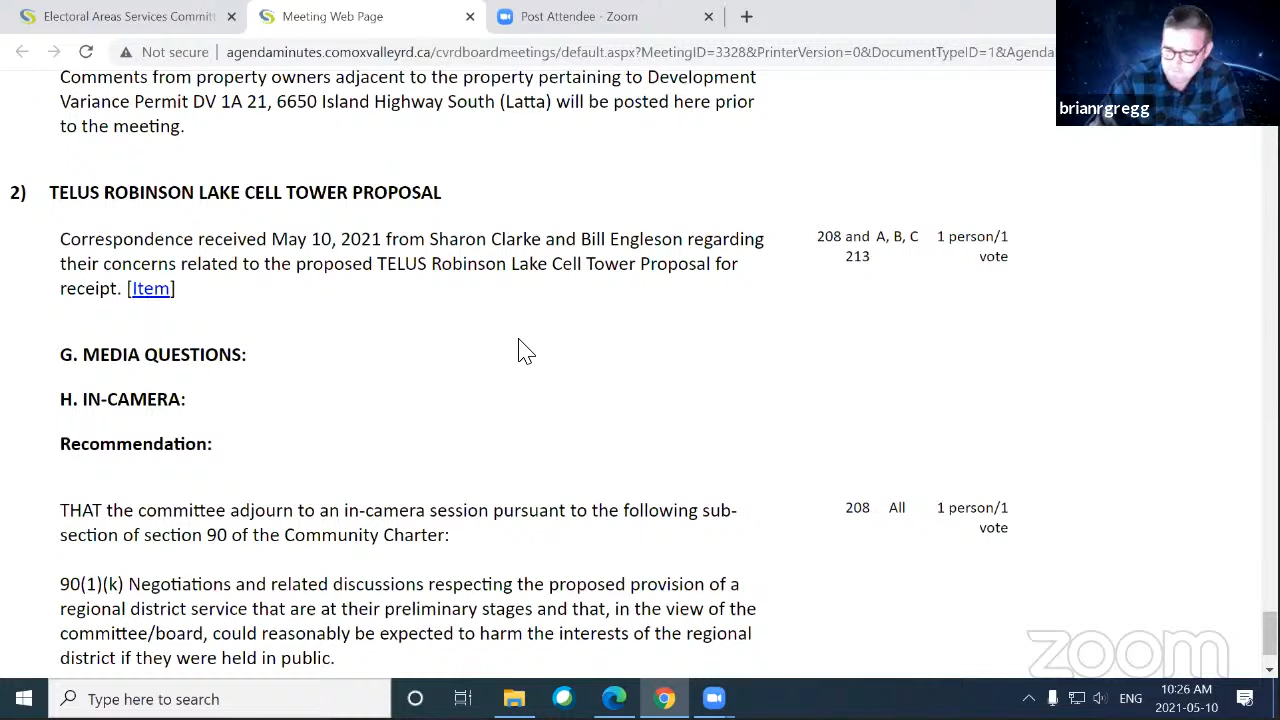 Electoral Areas Services Committ
Meeting Web Page
Post Attendee - Zoom
Not secure
agendaminutes.comoxvalleyrd.ca/cvrdboardmeetings/default.aspx?MeetingID=3328&PrinterVersion=0&DocumentTypeID=1&Agenda
brianrgregg
Comments from property owners adjacent to the property pertaining to Development
Variance Permit DV 1A 21, 6650 Island Highway South (Latta) will be posted here prior
to the meeting.
2) TELUS ROBINSON LAKE CELL TOWER PROPOSAL
Correspondence received May 10, 2021 from Sharon Clarke and Bill Engleson regarding 208 and A, B, C 1 person/1
their concerns related to the proposed TELUS Robinson Lake Cell Tower Proposal for 213 vote
receipt. [Item]
G. MEDIA QUESTIONS:
H. IN-CAMERA:
Recommendation:
THAT the committee adjourn to an in-camera session pursuant to the following sub- 208 All 1 person/1
section of section 90 of the Community Charter: vote
90(1)(k) Negotiations and related discussions respecting the proposed provision of a
regional district service that are at their preliminary stages and that, in the view of the
committee/board, could reasonably be expected to harm the interests of the regional
district if they were held in public.
zoom
Type here to search
ENG
10:26 AM
2021-05-10